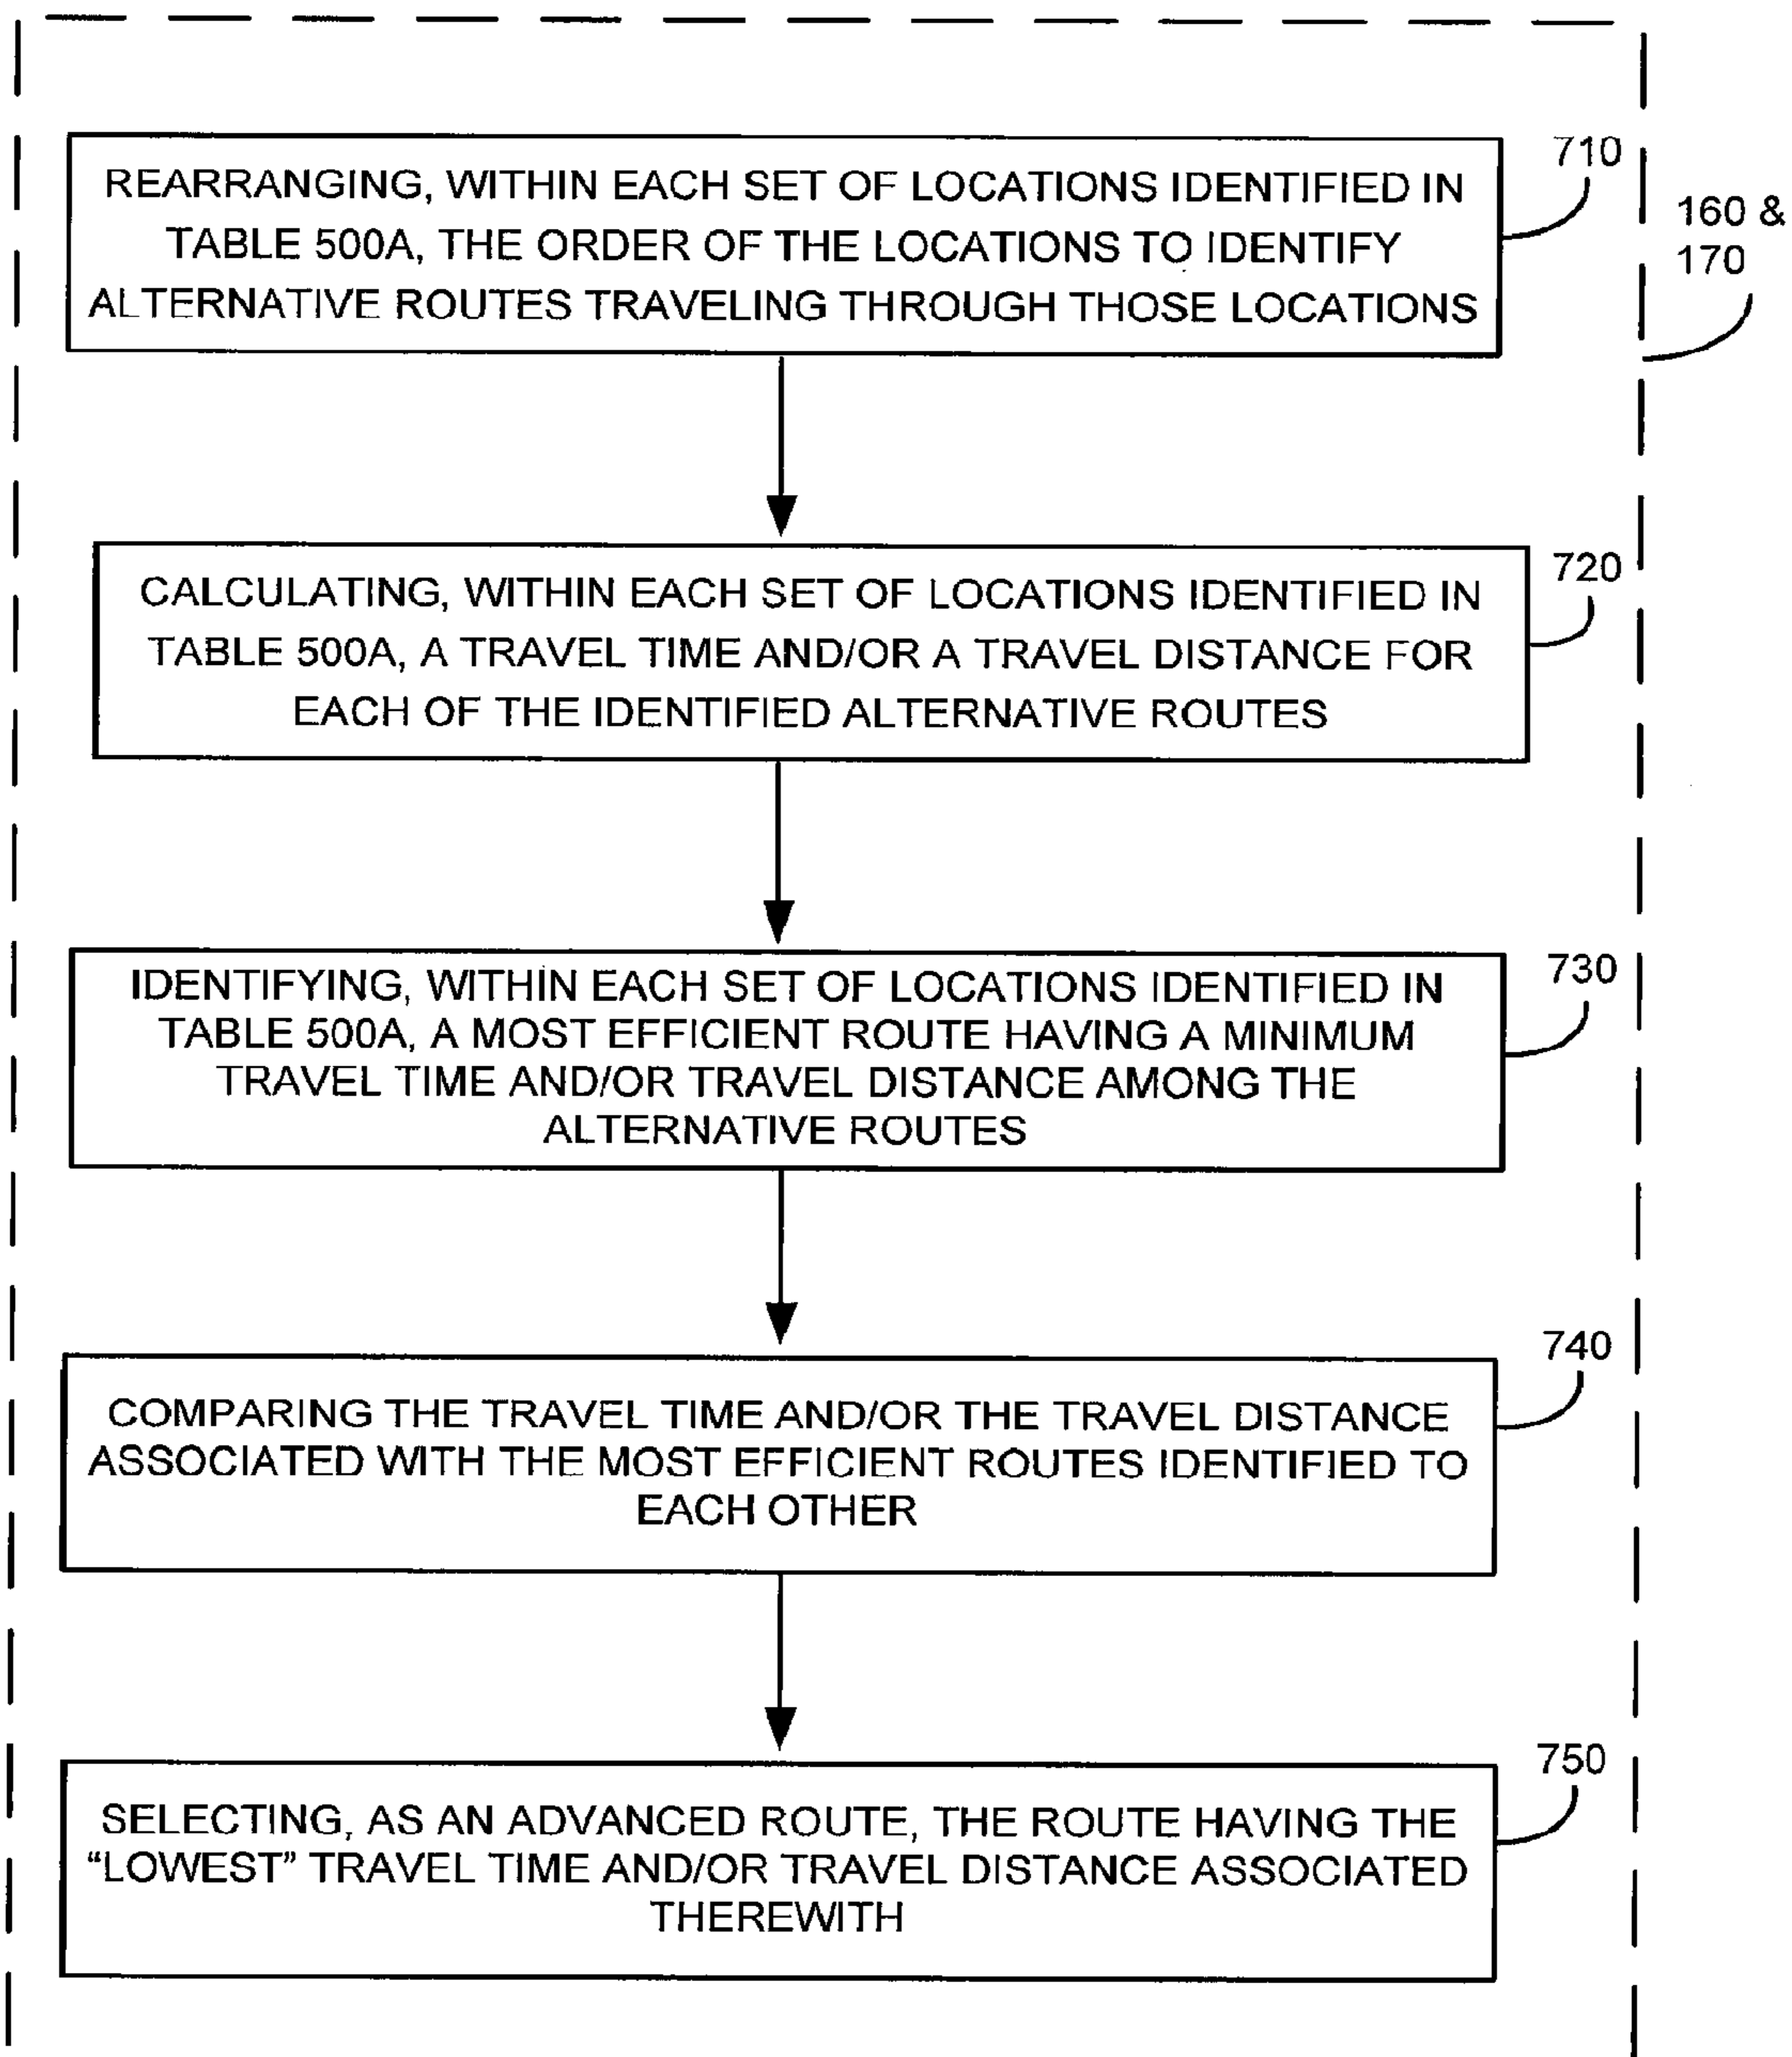 REARRANGING, WITHIN EACH SET OF LOCATIONS IDENTIFIED IN
TABLE 500A, THE ORDER OF THE LOCATIONS TO IDENTIFY
ALTERNATIVE ROUTES TRAVELING THROUGH THOSE LOCATIONS
710
160 &
170
CALCULATING, WITHIN EACH SET OF LOCATIONS IDENTIFIED IN
TABLE 500A, A TRAVEL TIME AND/OR A TRAVEL DISTANCE FOR
EACH OF THE IDENTIFIED ALTERNATIVE ROUTES
720
IDENTIFYING, WITHIN EACH SET OF LOCATIONS IDENTIFIED IN
TABLE 500A, A MOST EFFICIENT ROUTE HAVING A MINIMUM
TRAVEL TIME AND/OR TRAVEL DISTANCE AMONG THE
ALTERNATIVE ROUTES
730
COMPARING THE TRAVEL TIME AND/OR THE TRAVEL DISTANCE
ASSOCIATED WITH THE MOST EFFICIENT ROUTES IDENTIFIED TO
EACH OTHER
740
SELECTING, AS AN ADVANCED ROUTE, THE ROUTE HAVING THE
“LOWEST” TRAVEL TIME AND/OR TRAVEL DISTANCE ASSOCIATED
THEREWITH
750